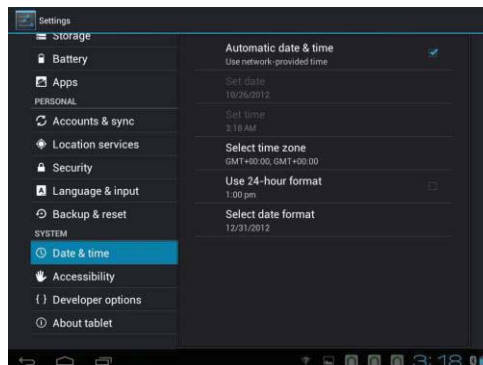 Settings
Storage
Battery
Apps
PERSONAL
Accounts & sync
Location services
Security
Language & input
Backup & reset
SYSTEM
Date & time
Accessibility
{ } Developer options
About tablet
Automatic date & time
Use network-provided time
Set date
10/26/2012
Set time
3:18 AM
Select time zone
GMT+00:00, GMT+00:00
Use 24-hour format
1:00 pm
Select date format
12/31/2012
3:18